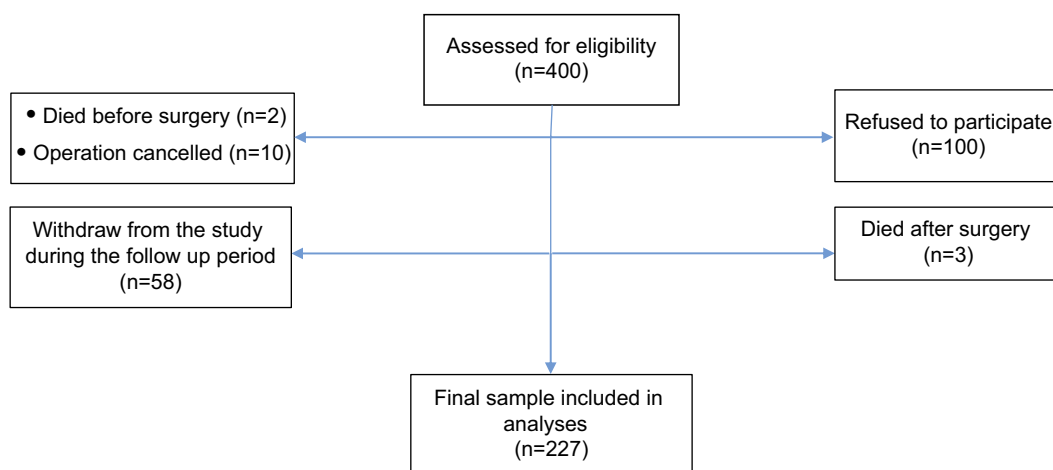 Assessed for eligibility
(n=400)
• Died before surgery (n=2)
• Operation cancelled (n=10)
Refused to participate
(n=100)
Withdraw from the study
during the follow up period
(n=58)
Died after surgery
(n=3)
Final sample included in
analyses
(n=227)